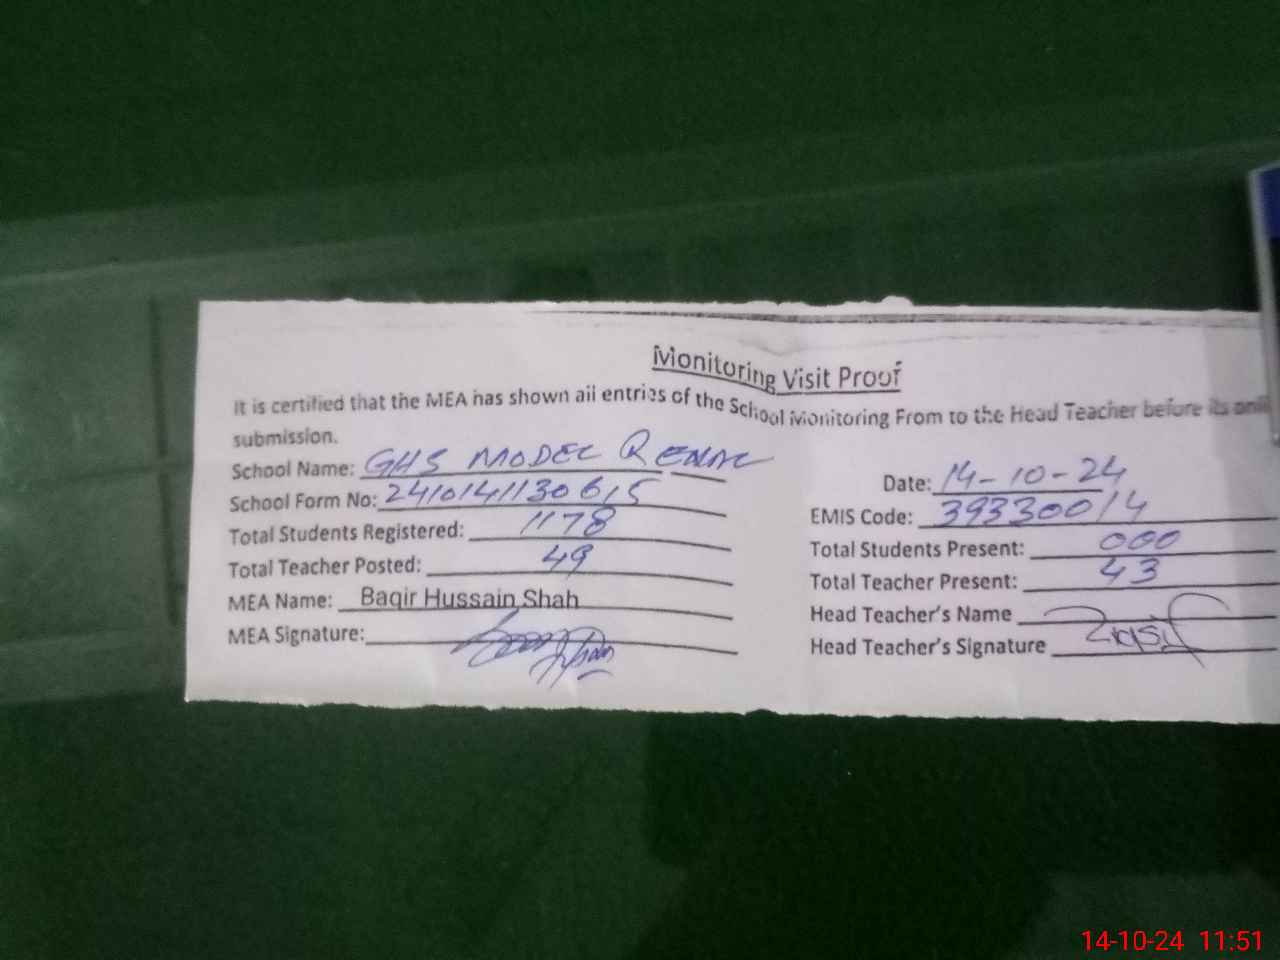 Monitoring Visit Proof
It is certified that the MEA has shown all entries of the School Monitoring From to the Head Teacher before its onli
submission.
School Name: GHS MODEL
Date: 14-10-24
School Form No: 2410141130615
EMIS Code: 39330014
Total Students Registered: 1178
Total Students Present: 000
Total Teacher Posted: 49
Total Teacher Present: 43
MEA Name: Baqir Hussain Shah
Head Teacher's Name
MEA Signature:
Head Teacher's Signature
14-10-24 11:51